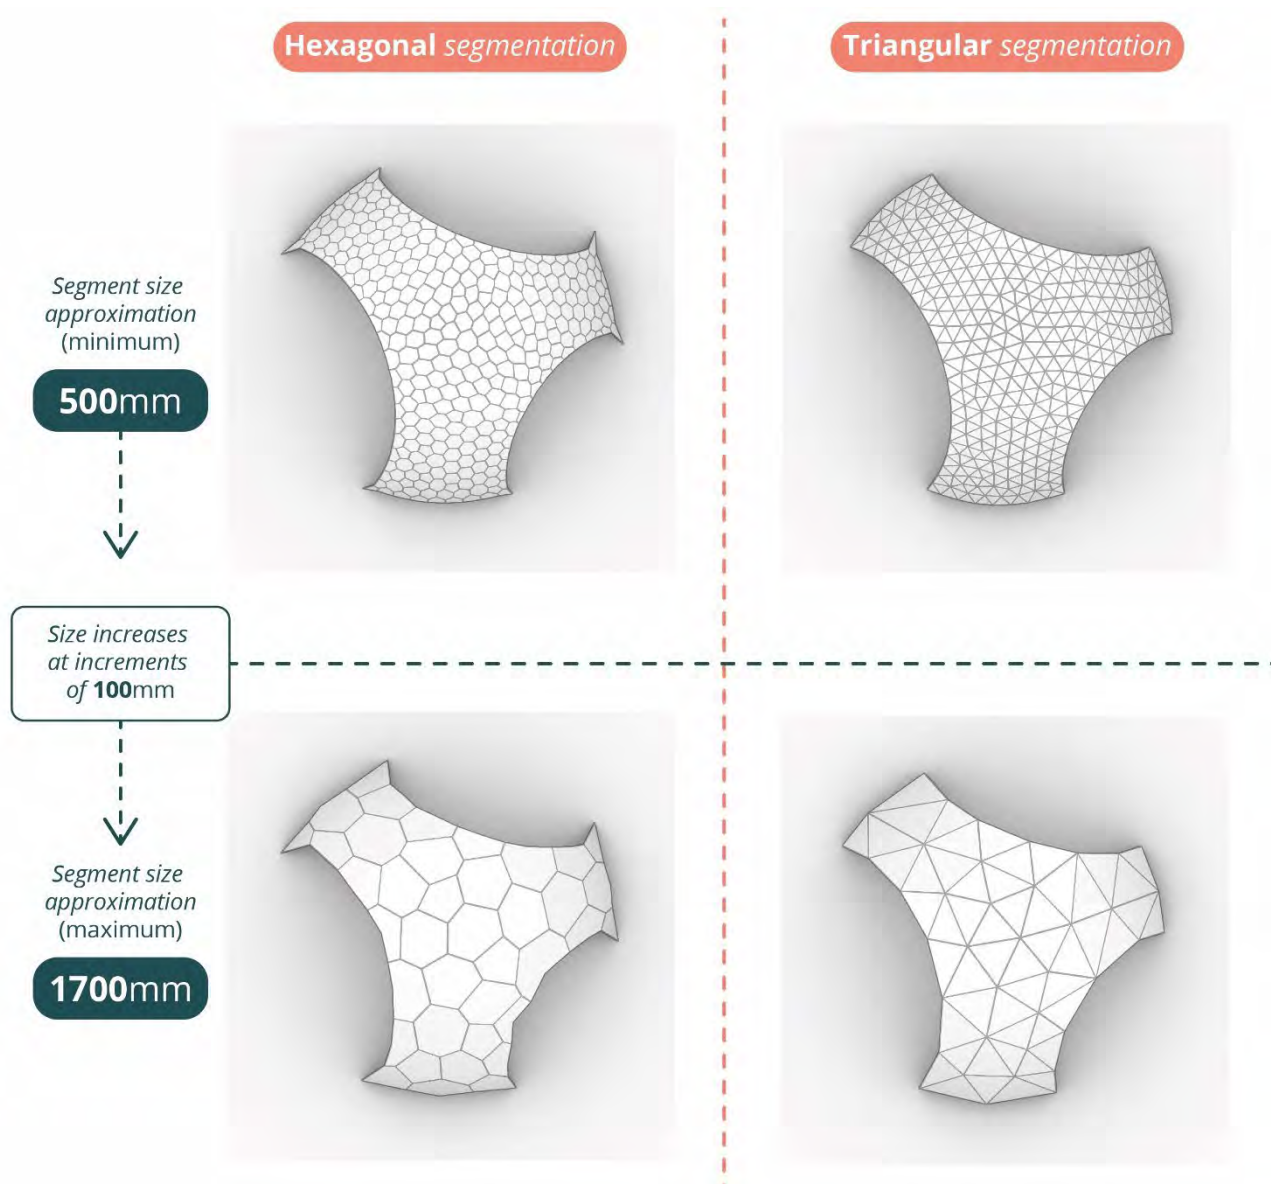 Hexagonal segmentation
Triangular segmentation
Segment size
approximation
(minimum)
500mm
Size increases
at increments
of 100mm
Segment size
approximation
(maximum)
1700mm